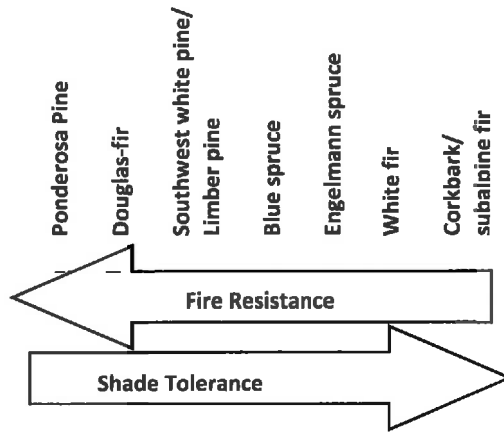 Ponderosa Pine
Douglas-fir
Southwest white pine/
Limber pine
Blue spruce
Engelmann spruce
White fir
Corkbark/
subalpine fir
Fire Resistance
Shade Tolerance